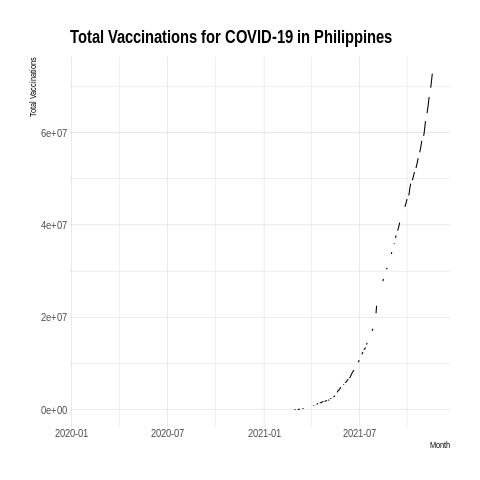 Total Vaccinations for COVID-19 in Philippines
Total Vaccinations
6e+07
4e+07
2e+07
0e+00
2020-01 2020-07 2021-01 2021-07
Month